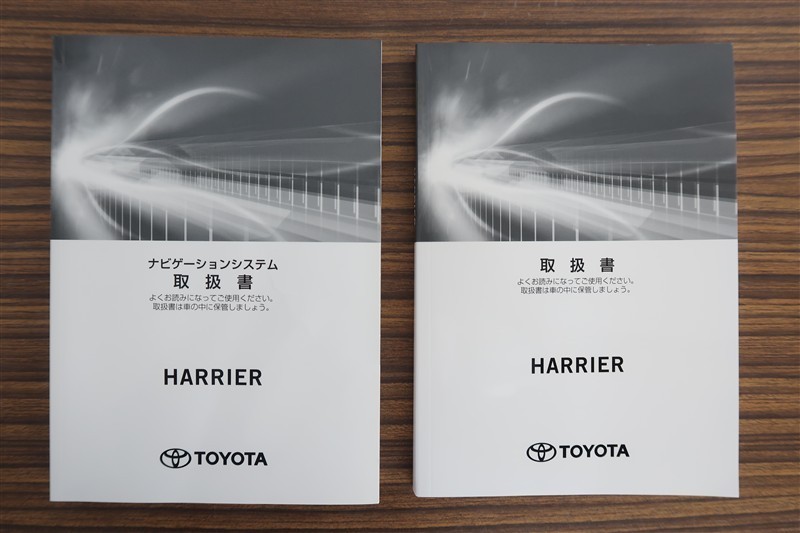 ナビゲーションシステム
取扱書
よくお読みになってご使用ください。
取扱書は車の中に保管しましょう。
HARRIER
TOYOTA
取扱書
よくお読みになってご使用ください。
取扱書は車の中に保管しましょう。
HARRIER
TOYOTA